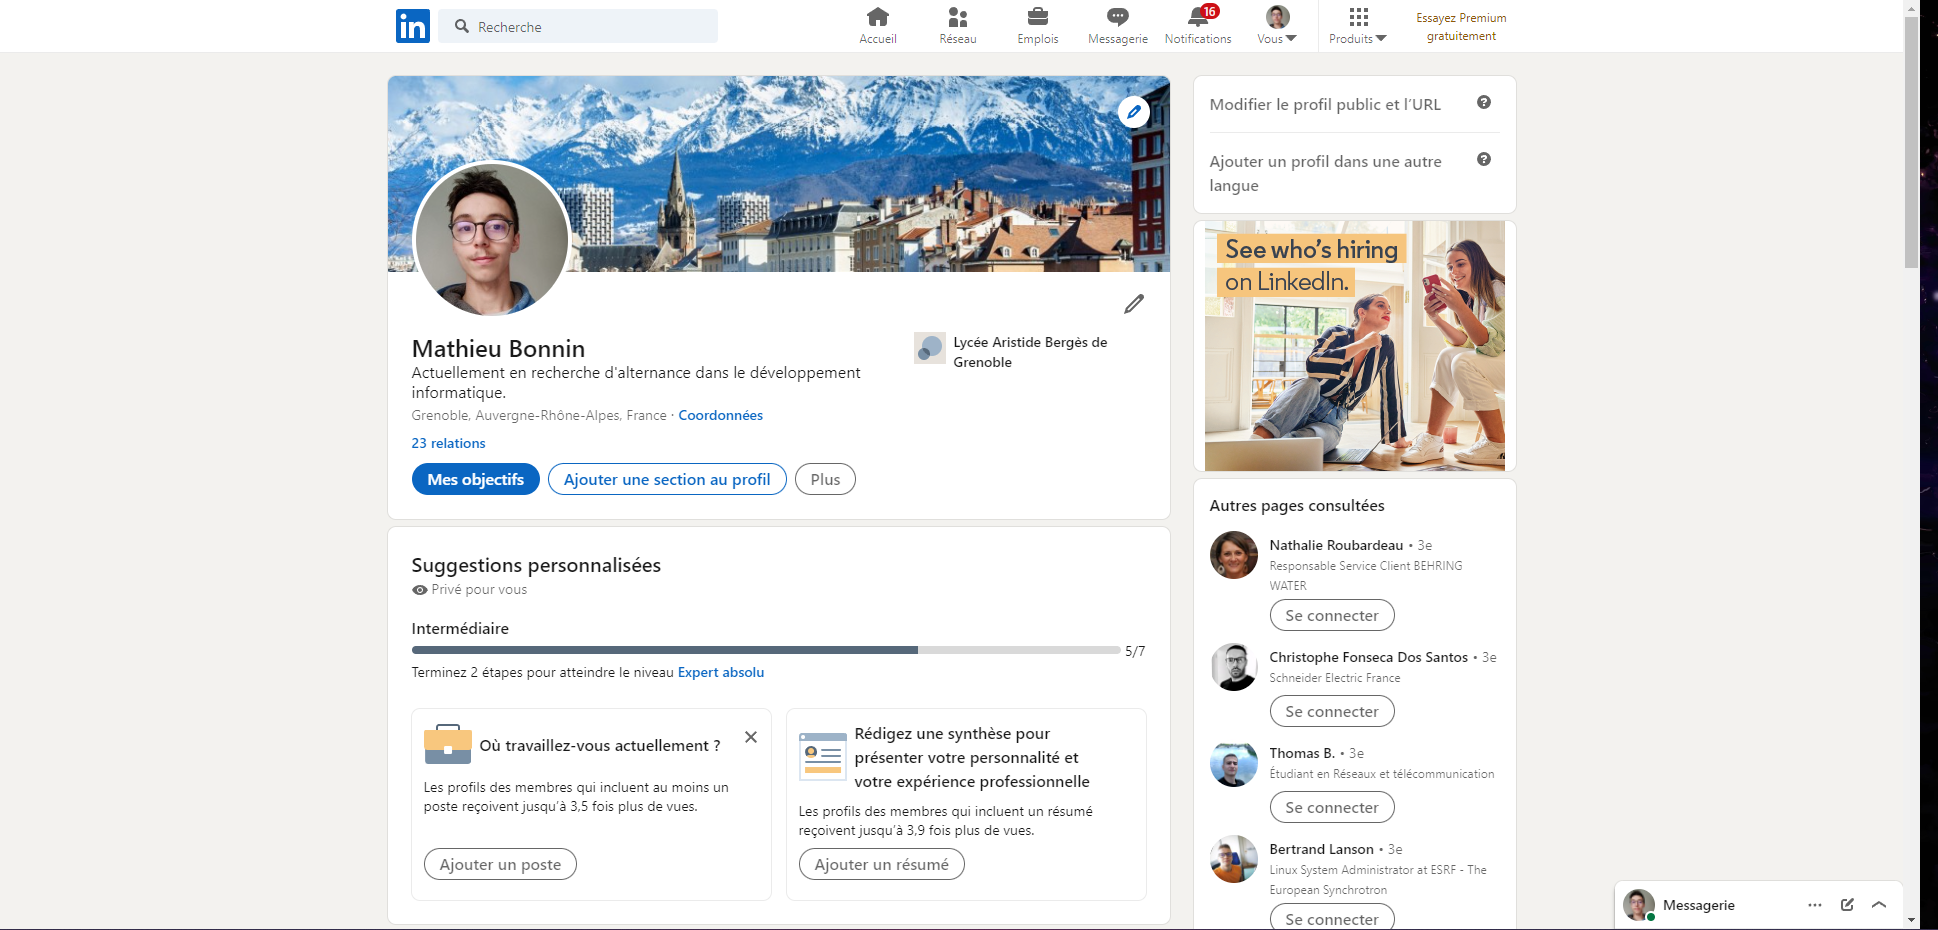 in
Recherche
Accueil
Réseau
Emplois
Messagerie
16
Notifications
Vous
Produits
Essayez Premium
gratuitement
Mathieu Bonnin
Actuellement en recherche d'alternance dans le développement
informatique.
Grenoble, Auvergne-Rhône-Alpes, France · Coordonnées
23 relations
Mes objectifs
Ajouter une section au profil
Plus
Lycée Aristide Bergès de
Grenoble
Suggestions personnalisées
Privé pour vous
Intermédiaire
5/7
Terminez 2 étapes pour atteindre le niveau Expert absolu
Où travaillez-vous actuellement ?
Les profils des membres qui incluent au moins un
poste reçoivent jusqu'à 3,5 fois plus de vues.
Ajouter un poste
Rédigez une synthèse pour
présenter votre personnalité et
votre expérience professionnelle
Les profils des membres qui incluent un résumé
reçoivent jusqu'à 3,9 fois plus de vues.
Ajouter un résumé
Modifier le profil public et l'URL
Ajouter un profil dans une autre
langue
See who's hiring
on LinkedIn.
Autres pages consultées
Nathalie Roubardeau • 3e
Responsable Service Client BEHRING
WATER
Se connecter
Christophe Fonseca Dos Santos • 3e
Schneider Electric France
Se connecter
Thomas B. • 3e
Étudiant en Réseaux et télécommunication
Se connecter
Bertrand Lanson • 3e
Linux System Administrator at ESRF - The
European Synchrotron
Se connecter
Messagerie